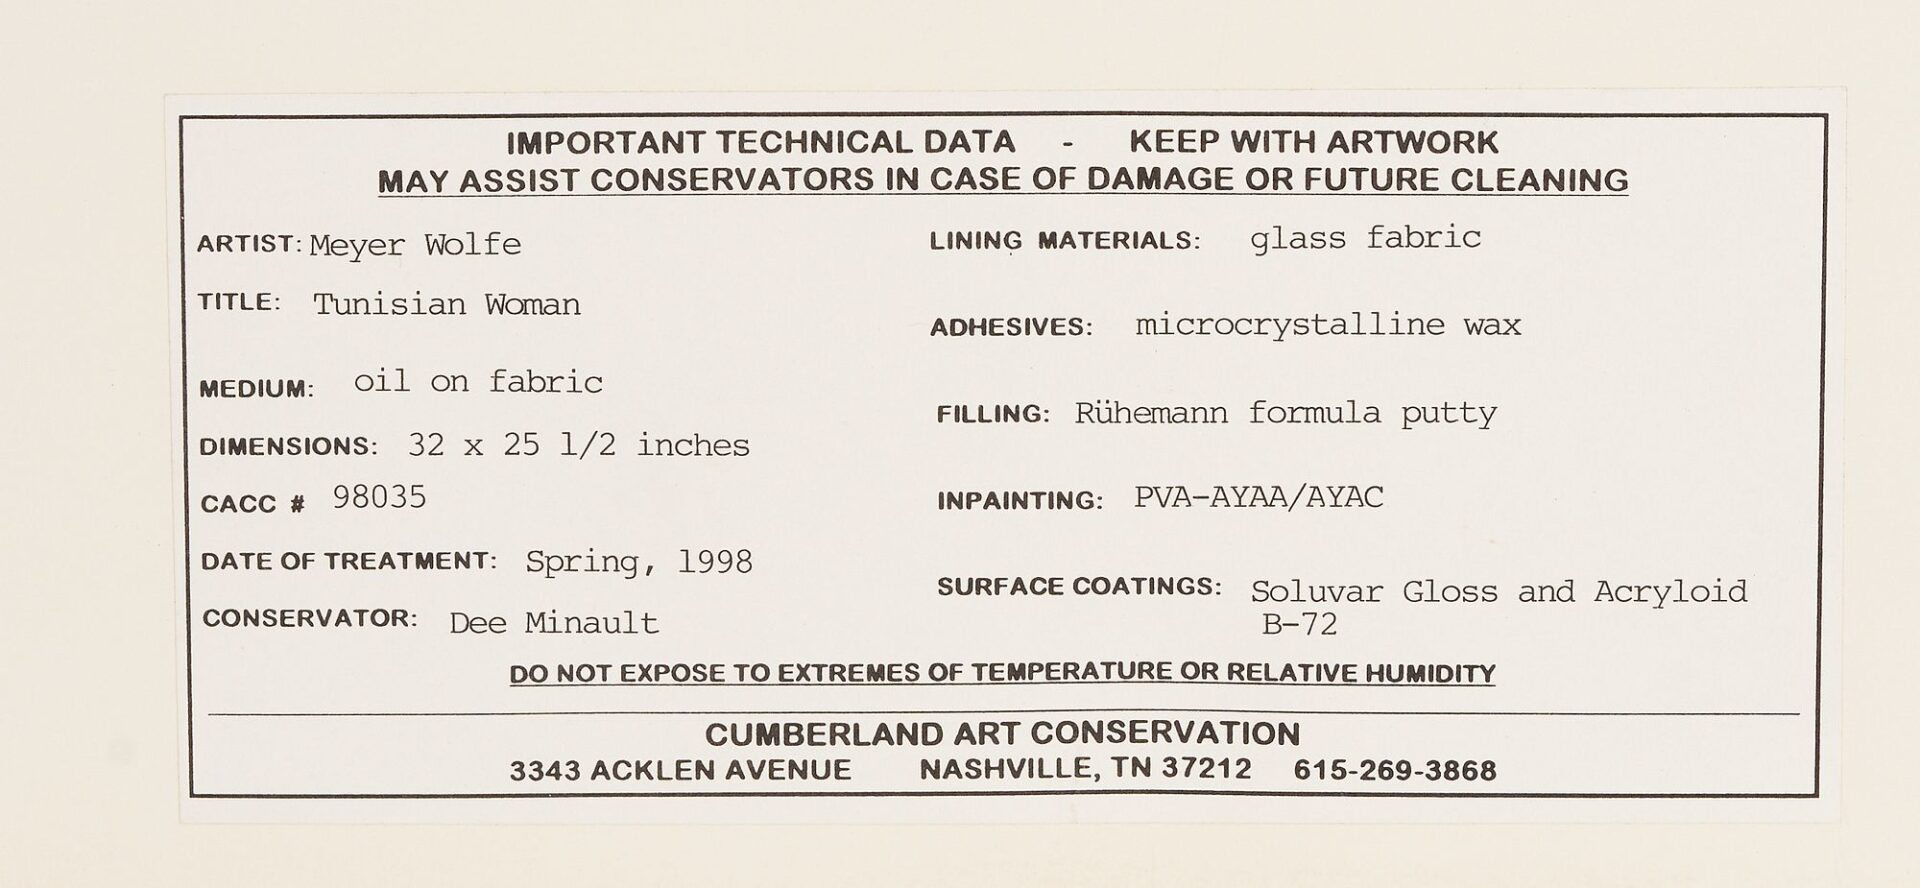 IMPORTANT TECHNICAL DATA - KEEP WITH ARTWORK
MAY ASSIST CONSERVATORS IN CASE OF DAMAGE OR FUTURE CLEANING
ARTIST: Meyer Wolfe
TITLE: Tunisian Woman
MEDIUM: oil on fabric
DIMENSIONS: 32 x 25 1/2 inches
CACC # 98035
DATE OF TREATMENT: Spring, 1998
CONSERVATOR: Dee Minault
LINING MATERIALS: glass fabric
ADHESIVES: microcrystalline wax
FILLING: Rühemann formula putty
INPAINTING: PVA-AYAA/AYAC
SURFACE COATINGS: Soluvar Gloss and Acryloid
B-72
DO NOT EXPOSE TO EXTREMES OF TEMPERATURE OR RELATIVE HUMIDITY
CUMBERLAND ART CONSERVATION
3343 ACKLEN AVENUE NASHVILLE, TN 37212 615-269-3868